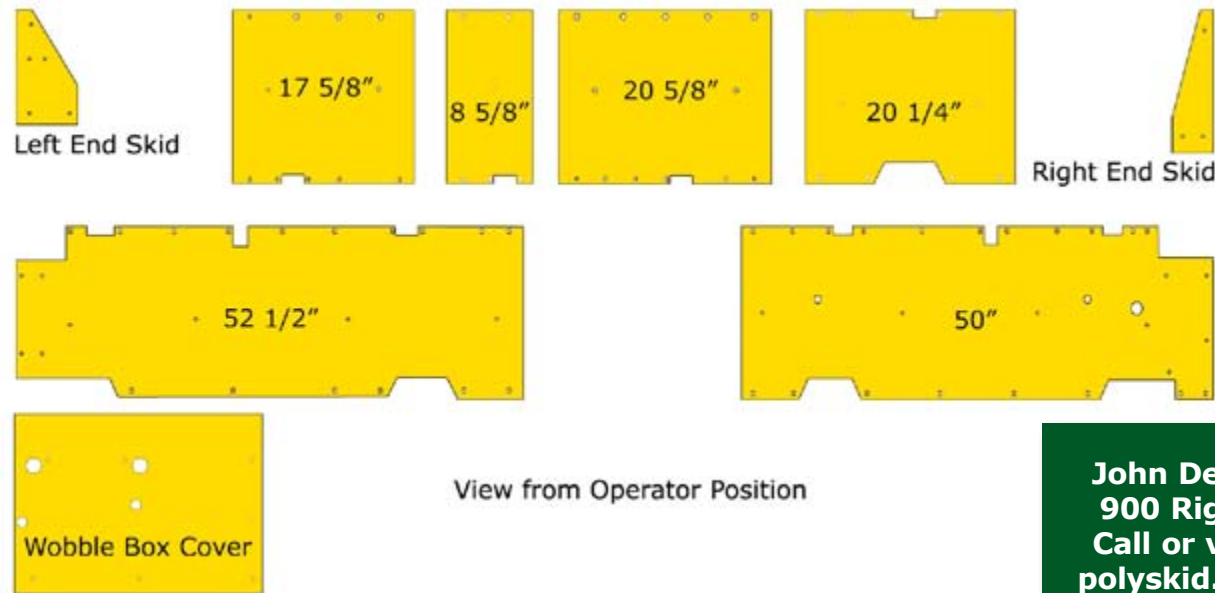 17 5/8″
8 5/8″
20 5/8″
20 1/4″
Left End Skid
Right End Skid
52 1/2″
50″
View from Operator Position
Wobble Box Cover
John De
900 Rig
Call or v
polyskid.